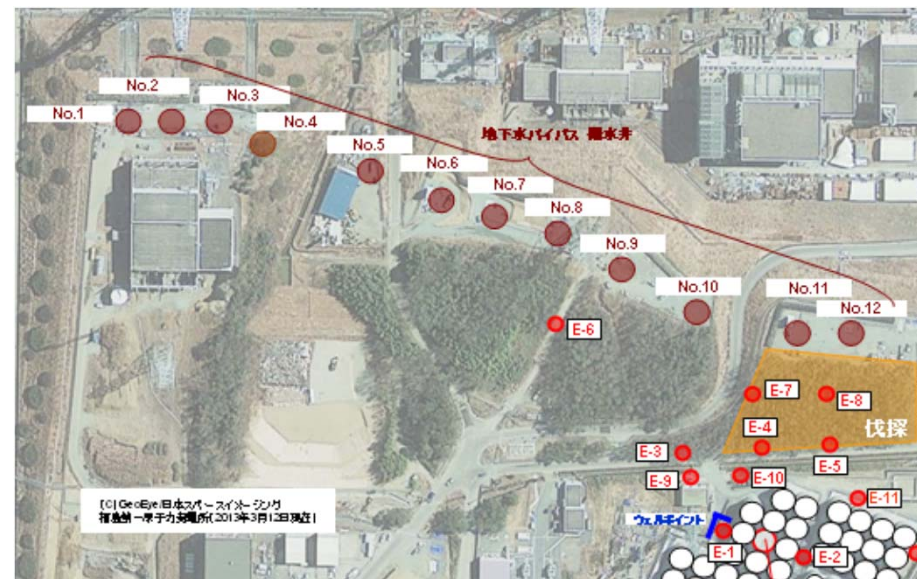 No.2
No.3
No.1
No.4
No.5
No.6
No.7
No.8
No.9
No.10
No.11
No.12
地下水バイパス 揚水井
E-6
E-7
E-8
伐採
E-4
E-3
E-5
E-9
E-10
E-11
(C)GeoEye/日本スペースイメージング
福島第一原子力発電所(2013年3月12日現在)
ウェルポイント
E-1
E-2